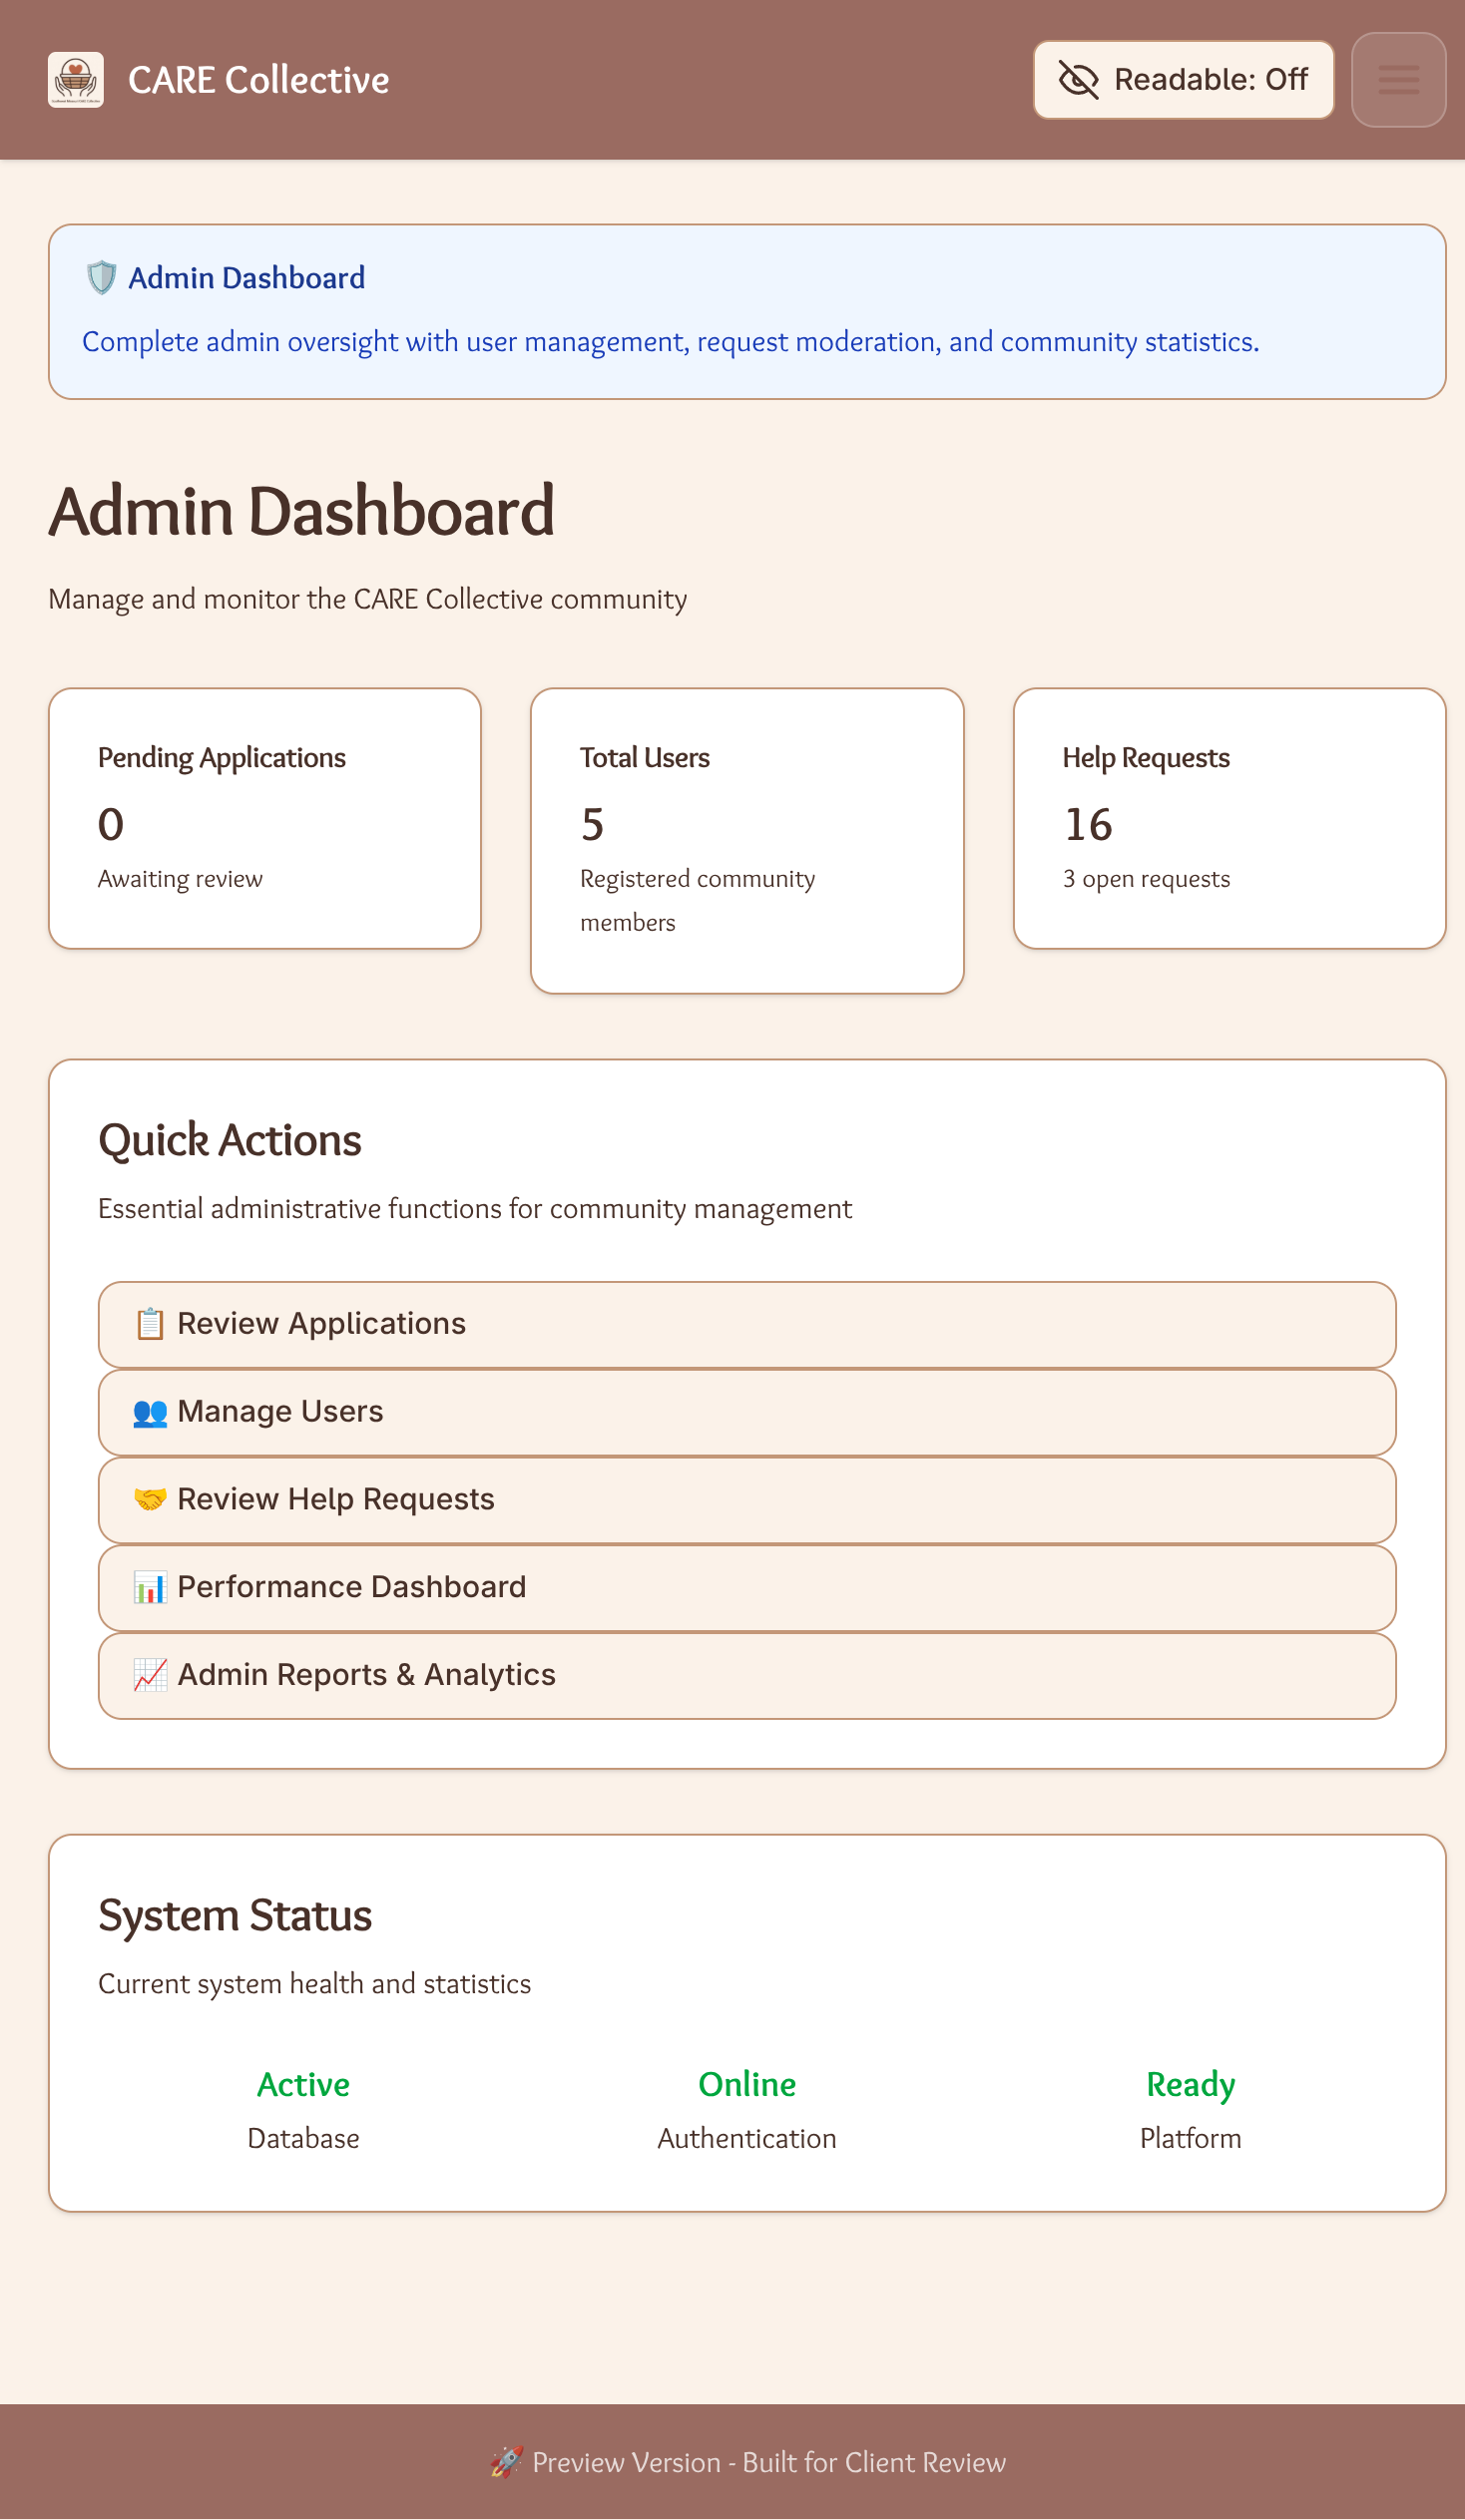 CARE Collective
Readable: Off
🛡️ Admin Dashboard
Complete admin oversight with user management, request moderation, and community statistics.
Admin Dashboard
Manage and monitor the CARE Collective community
Pending Applications
0
Awaiting review
Total Users
5
Registered community
members
Help Requests
16
3 open requests
Quick Actions
Essential administrative functions for community management
📋 Review Applications
👥 Manage Users
🤝 Review Help Requests
📊 Performance Dashboard
📈 Admin Reports & Analytics
System Status
Current system health and statistics
Active
Database
Online
Authentication
Ready
Platform
🚀 Preview Version - Built for Client Review